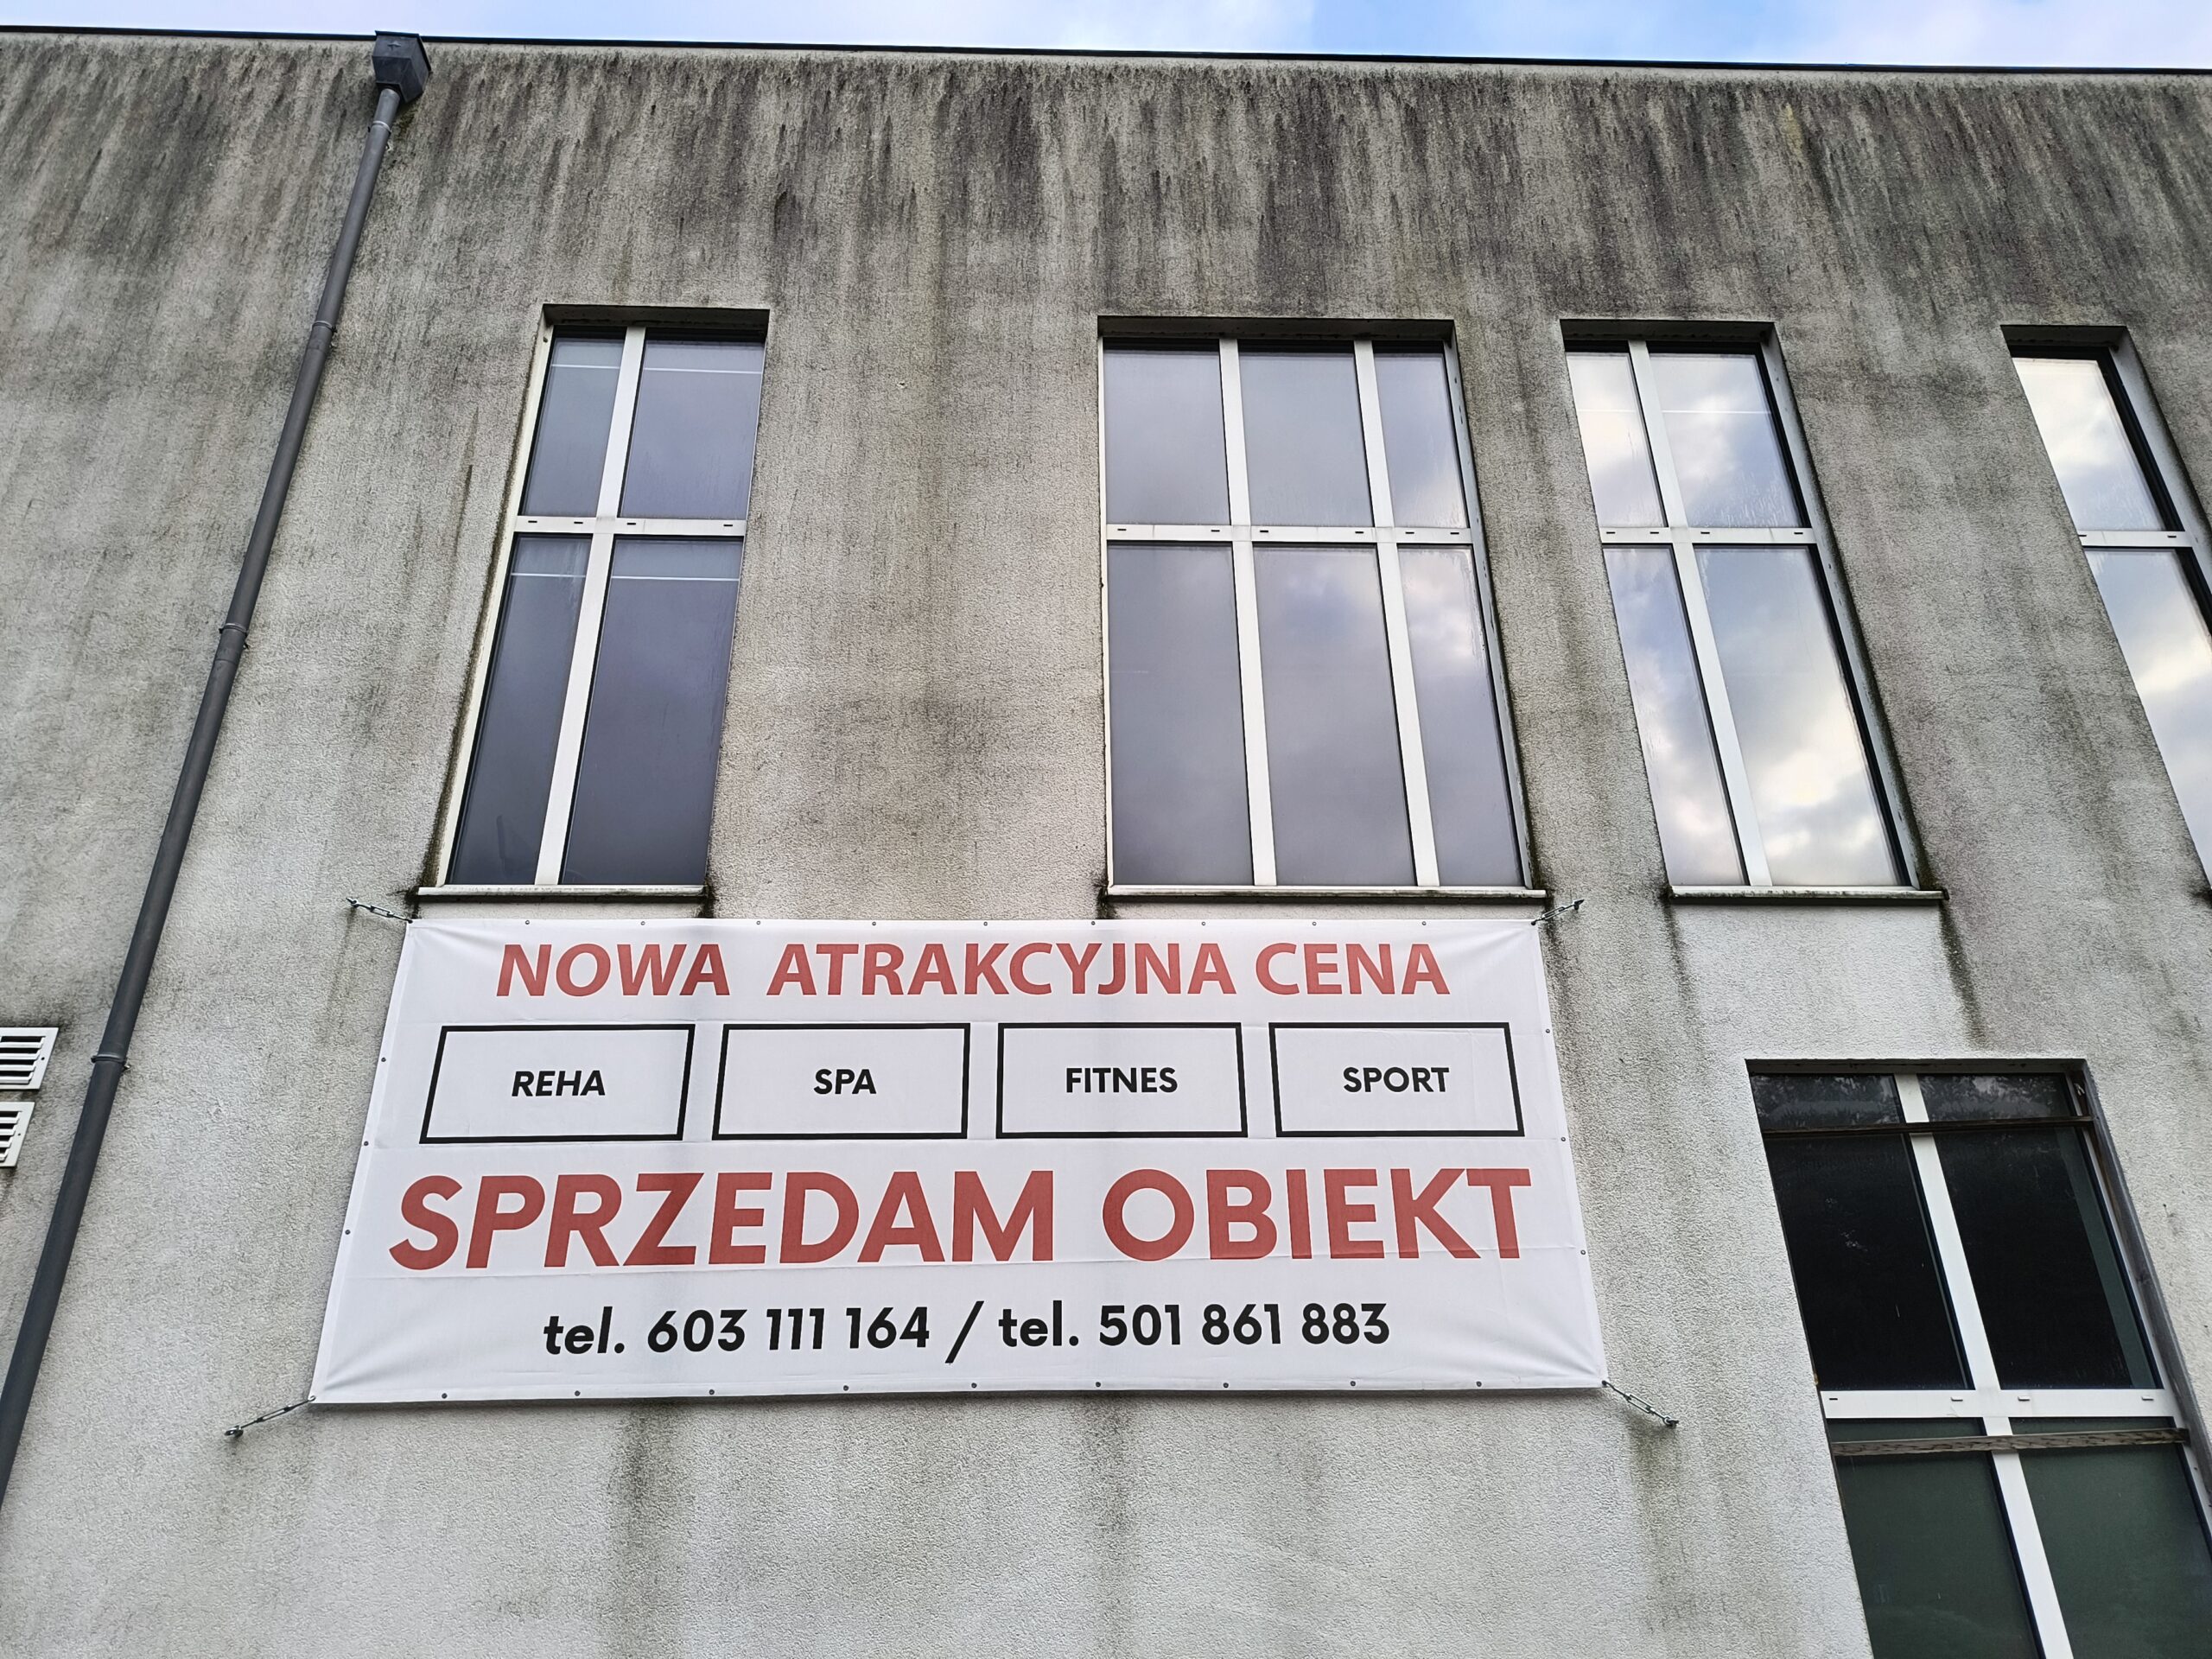 NOWA ATRAKCYJNA CENA
REHA SPA FITNES SPORT
SPRZEDAM OBIEKT
tel. 603 111 164 / tel. 501 861 883